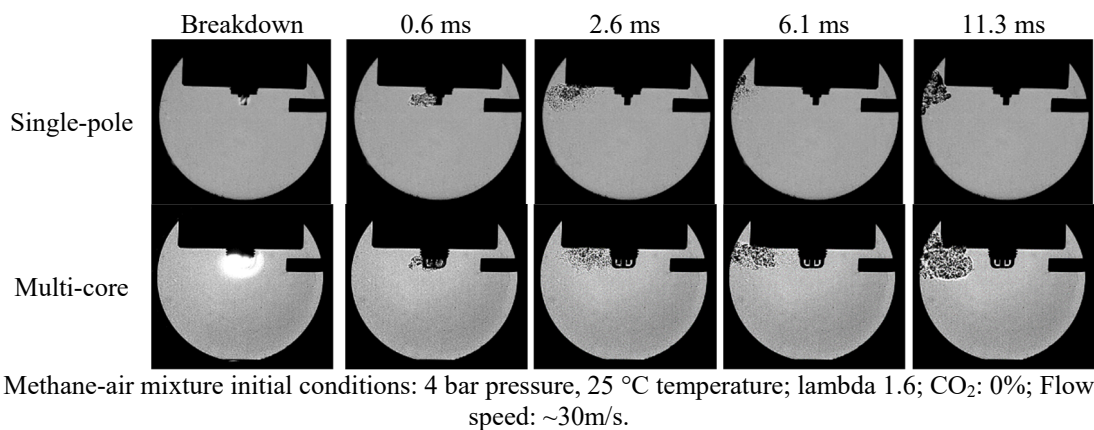 Breakdown 0.6 ms 2.6 ms 6.1 ms 11.3 ms
Single-pole
Multi-core
Methane-air mixture initial conditions: 4 bar pressure, 25 °C temperature; lambda 1.6; CO₂: 0%; Flow
speed: ~30m/s.